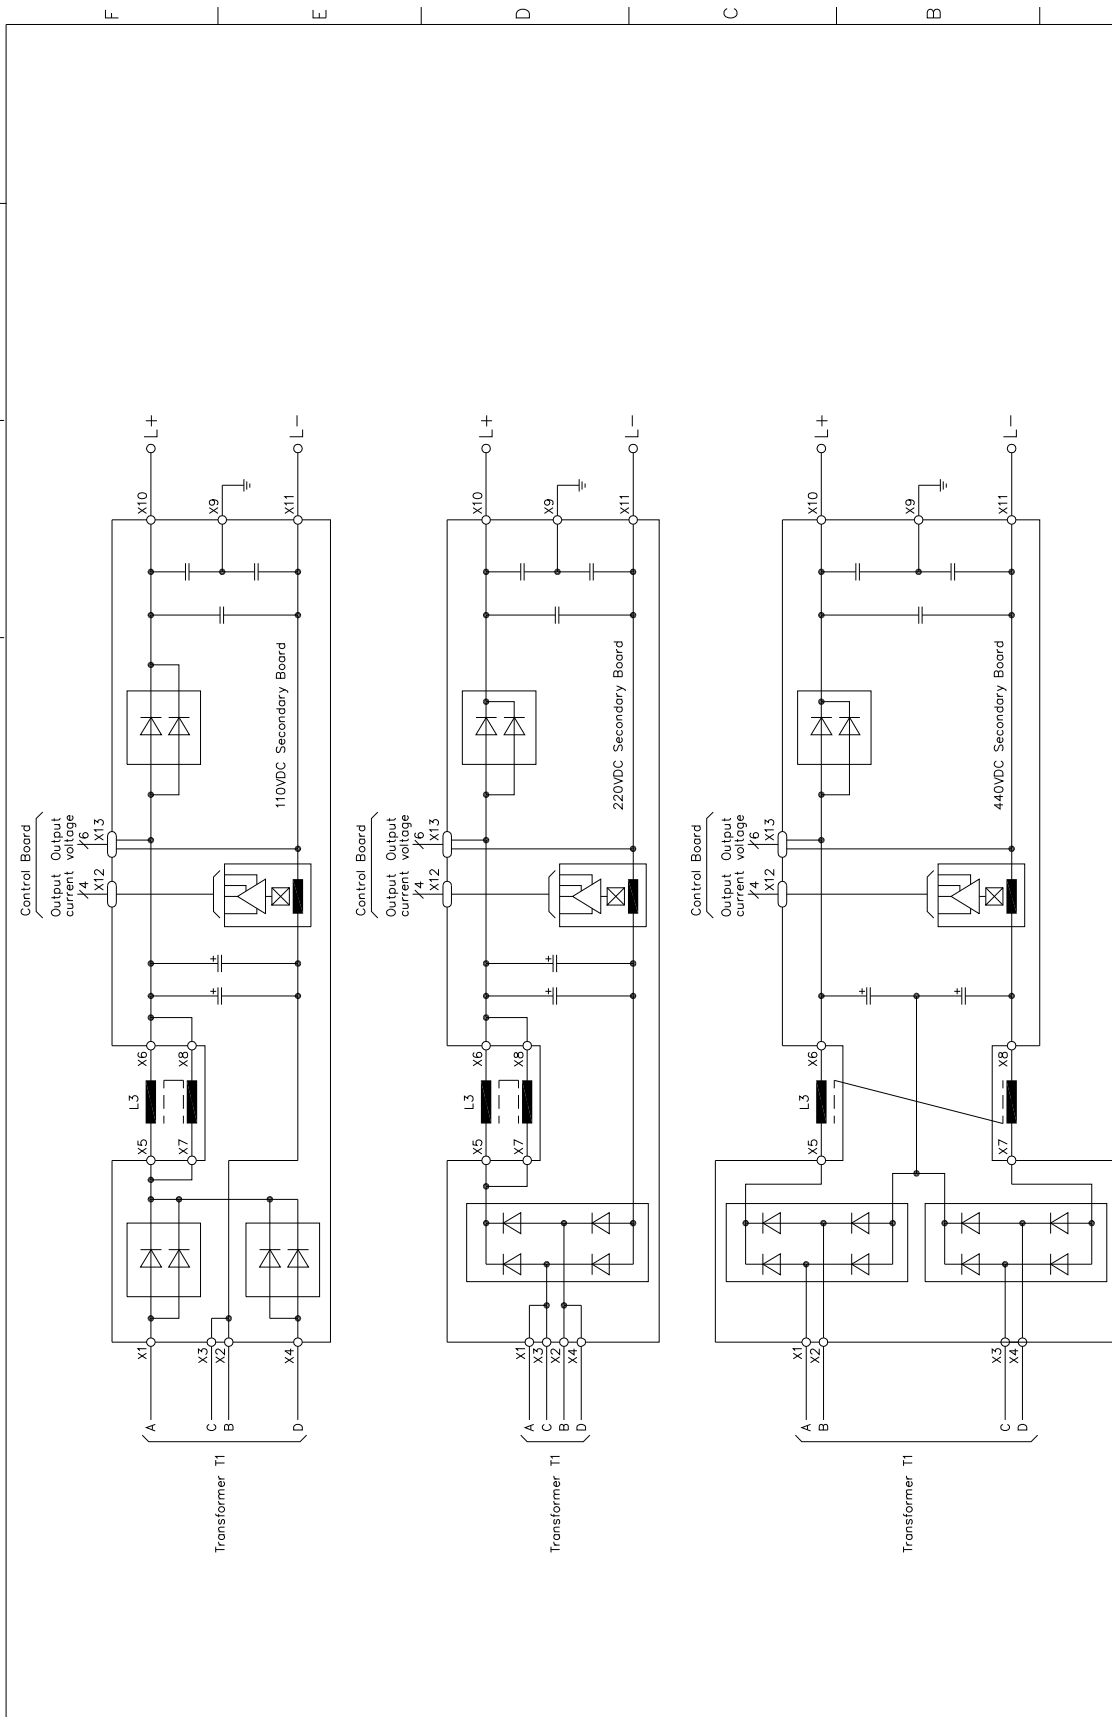 F
E
D
C
B
Control Board
Output current
Output voltage
4
6
X12
X13
L3
X5
X6
X7
X8
X1
X3
X2
X4
A
C
B
D
Transformer T1
110VDC Secondary Board
X10
X9
X11
L+
L-
Control Board
Output current
Output voltage
4
6
X12
X13
L3
X5
X6
X7
X8
X1
X3
X2
X4
A
C
B
D
Transformer T1
220VDC Secondary Board
X10
X9
X11
L+
L-
Control Board
Output current
Output voltage
4
6
X12
X13
L3
X5
X6
X7
X8
X1
X2
X3
X4
A
B
C
D
Transformer T1
440VDC Secondary Board
X10
X9
X11
L+
L-